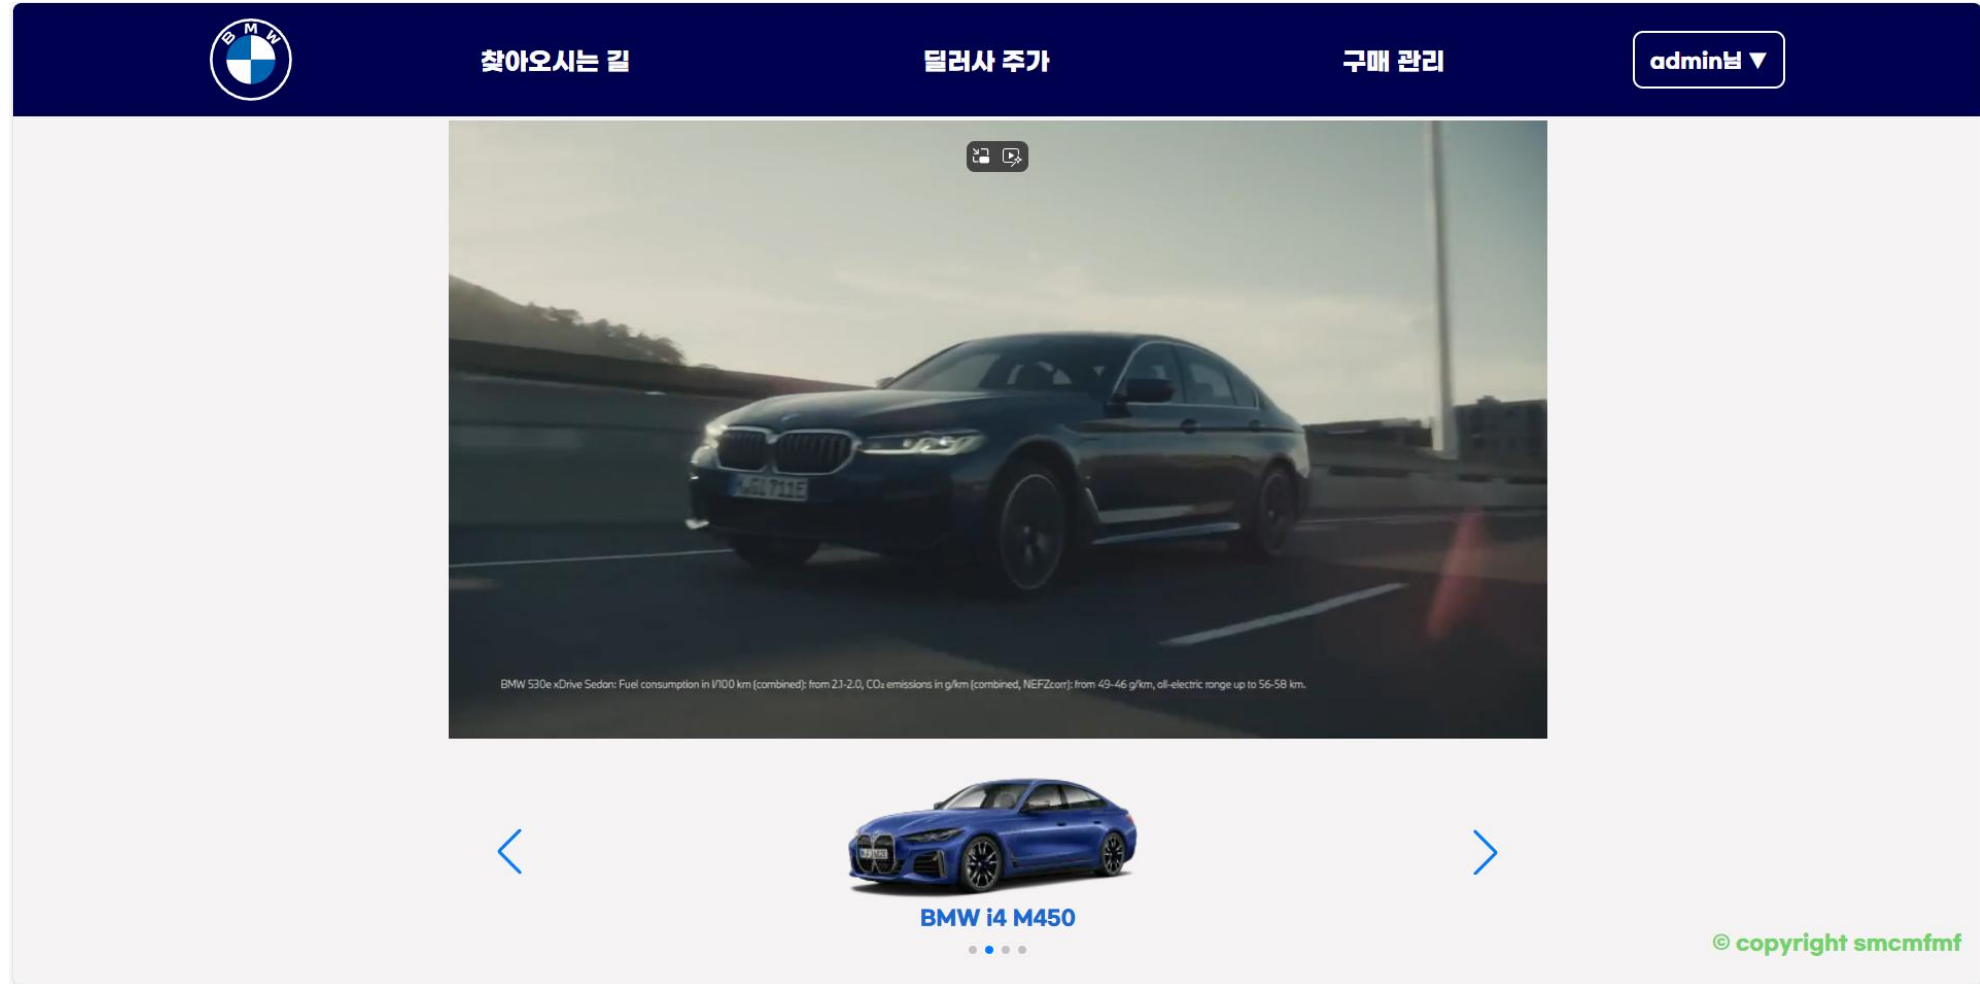 BMW
찾아오시는 길
딜러사 주가
구매 관리
admin님 ▼
BMW 530e xDrive Sedan: Fuel consumption in l/100 km (combined): from 2.1-2.0, CO₂ emissions in g/km (combined, NEFZcorr): from 49-46 g/km, all-electric range up to 56-58 km.
BMW i4 M450
© copyright smcmfmf